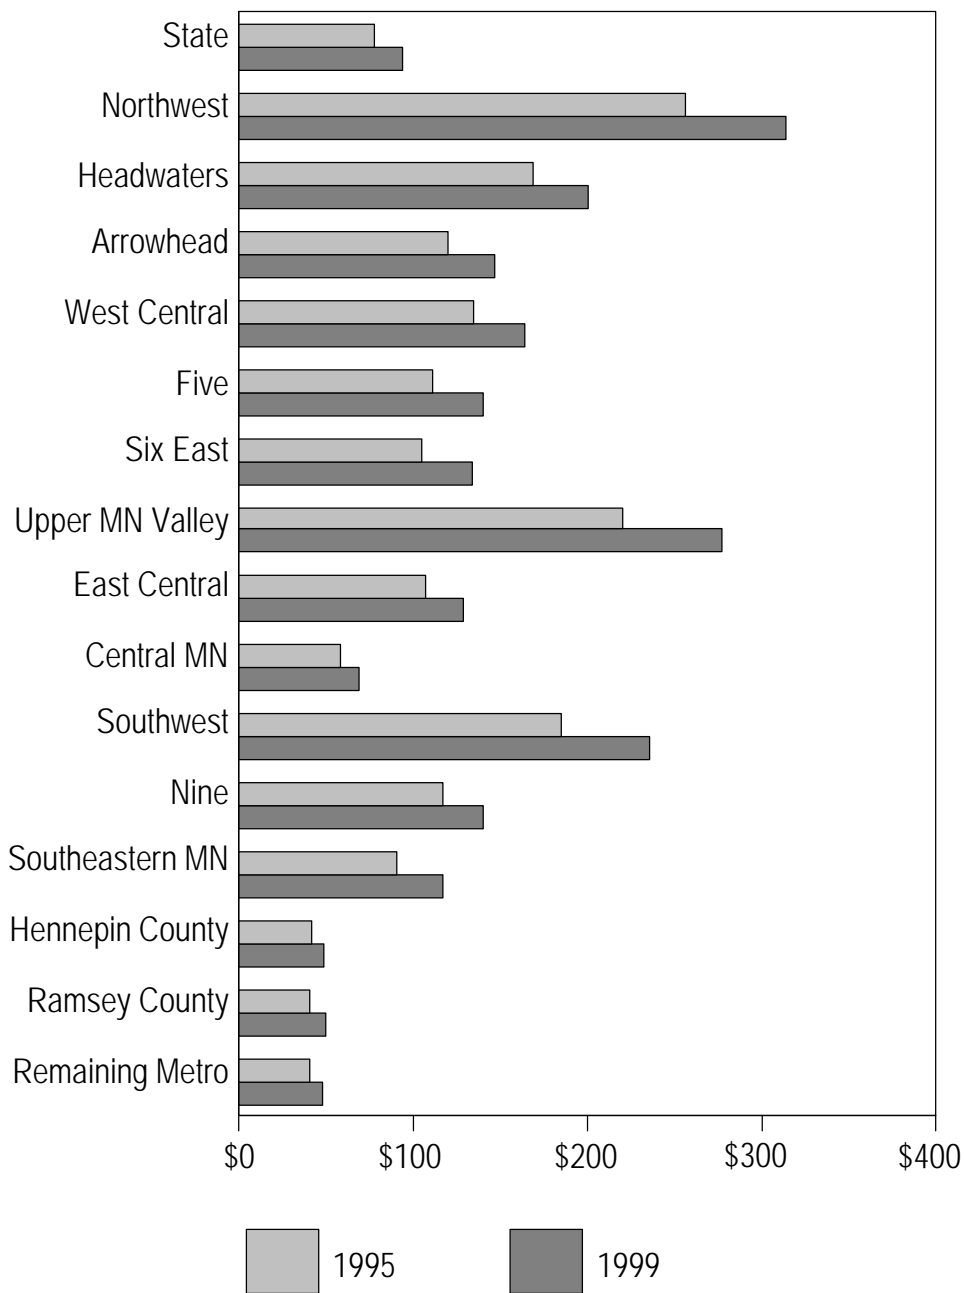 State
Northwest
Headwaters
Arrowhead
West Central
Five
Six East
Upper MN Valley
East Central
Central MN
Southwest
Nine
Southeastern MN
Hennepin County
Ramsey County
Remaining Metro
$0 $100 $200 $300 $400
1995 1999